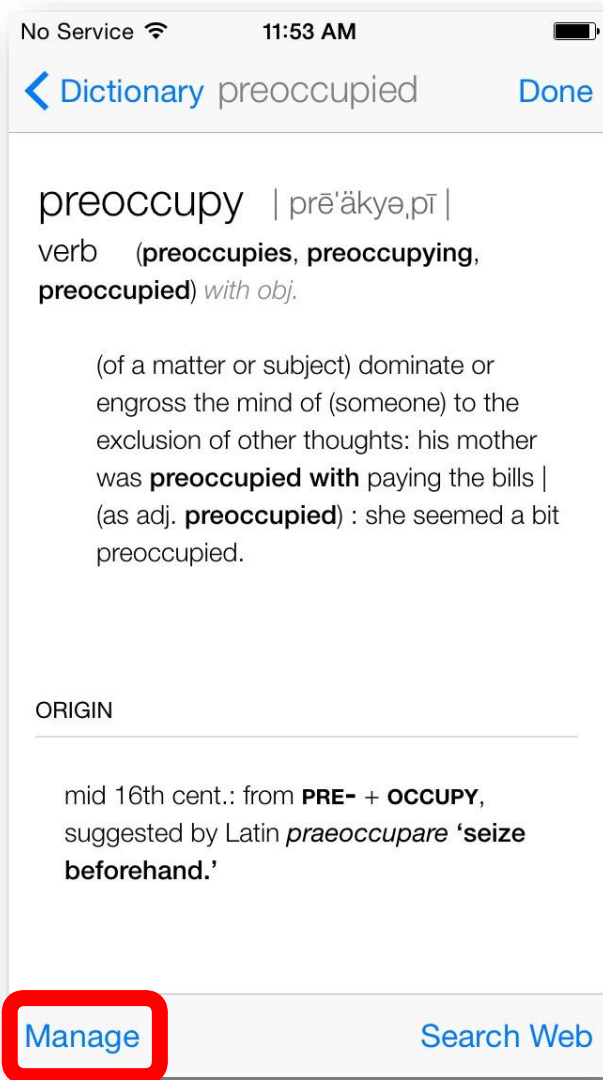 No Service 11:53 AM
Dictionary preoccupied Done
preoccupy | prēˈäkyəˌpī |
verb (preoccupies, preoccupying,
preoccupied) with obj.
(of a matter or subject) dominate or
engross the mind of (someone) to the
exclusion of other thoughts: his mother
was preoccupied with paying the bills |
(as adj. preoccupied) : she seemed a bit
preoccupied.
ORIGIN
mid 16th cent.: from PRE- + OCCUPY,
suggested by Latin praeoccupare ‘seize
beforehand.’
Manage Search Web